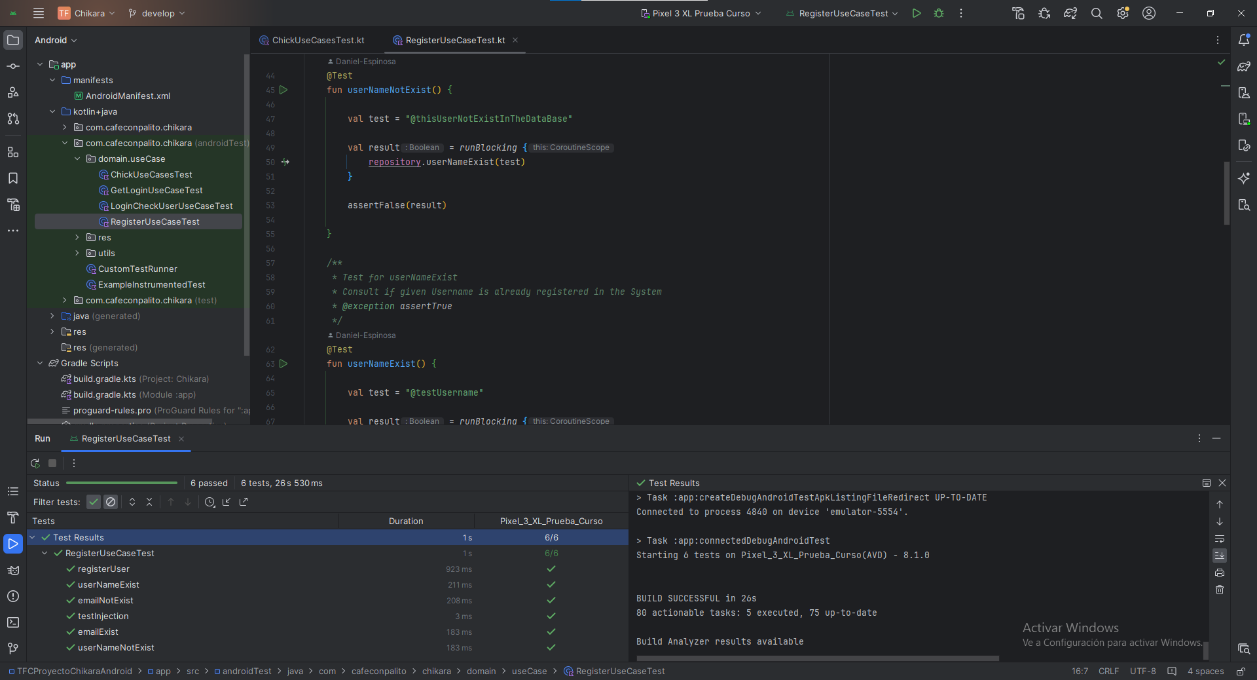 TF Chikara develop Pixel 3 XL Prueba Curso RegisterUseCaseTest
Android
ChickUseCasesTest.kt RegisterUseCaseTest.kt
app
manifests
AndroidManifest.xml
kotlin+java
com.cafeconpalito.chikara
com.cafeconpalito.chikara (androidTest)
domain.useCase
ChickUseCasesTest
GetLoginUseCaseTest
LoginCheckUserUseCaseTest
RegisterUseCaseTest
res
utils
CustomTestRunner
ExampleInstrumentedTest
com.cafeconpalito.chikara (test)
java (generated)
res
res (generated)
Gradle Scripts
build.gradle.kts (Project: Chikara)
build.gradle.kts (Module :app)
proguard-rules.pro (ProGuard Rules for ":ap
Daniel-Espinosa
44 @Test
45 fun userNameNotExist() {
46
47 val test = "@thisUserNotExistInTheDataBase"
48
49 val result : Boolean = runBlocking { this: CoroutineScope
50 repository.userNameExist(test)
51 }
52
53 assertFalse(result)
54
55 }
56
57 /**
58 * Test for userNameExist
59 * Consult if given Username is already registered in the System
60 * @exception assertTrue
61 */
Daniel-Espinosa
62 @Test
63 fun userNameExist() {
64
65 val test = "@testUsername"
66
67 val result : Boolean = runBlocking { this: CoroutineScope
Run RegisterUseCaseTest
Status 6 passed 6 tests, 26 s 530 ms
Filter tests:
Tests Duration Pixel_3_XL_Prueba_Curso
Test Results 1 s 6/6
RegisterUseCaseTest 1 s 6/6
registerUser 823 ms
userNameExist 211 ms
emailNotExist 208 ms
testInjection 3 ms
emailExist 183 ms
userNameNotExist 183 ms
Test Results
> Task :app:createDebugAndroidTestApkListingFileRedirect UP-TO-DATE
Connected to process 4840 on device 'emulator-5554'.
> Task :app:connectedDebugAndroidTest
Starting 6 tests on Pixel_3_XL_Prueba_Curso(AVD) - 8.1.0
BUILD SUCCESSFUL in 26s
80 actionable tasks: 5 executed, 75 up-to-date
Build Analyzer results available
Activar Windows
Ve a Configuración para activar Windows.
TFCProyectoChikaraAndroid > app > src > androidTest > java > com > cafeconpalito > chikara > domain > useCase > RegisterUseCaseTest 16:7 CRLF UTF-8 4 spaces